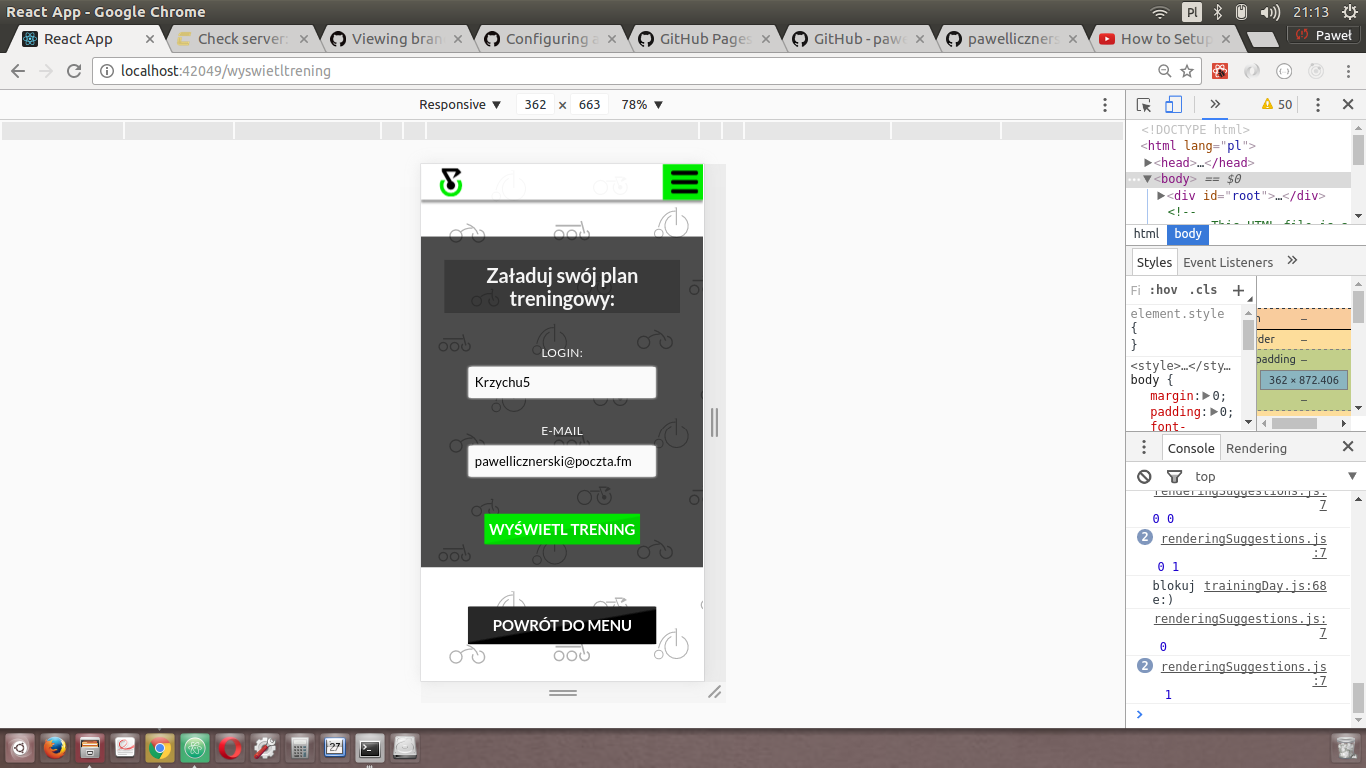 React App - Google Chrome
Pl
21:13
React App
Check server:
Viewing bran
Configuring a
GitHub Pages
GitHub - pawe
pawelliczners
How to Setup
Paweł
localhost:42049/wyswietltrening
Responsive ▼ 362 × 663 78% ▼
50
<!DOCTYPE html>
<html lang="pl">
▶<head>…</head>
…▼<body> == $0
▶<div id="root">…</div>
<!--
html body
Styles Event Listeners »
Fi :hov .cls +
element.style
{
}
<style>…</sty…
body {
margin:▶0;
padding:▶0;
font-
–
–
padding –
362 × 872.406
–
Załaduj swój plan
treningowy:
LOGIN:
Krzychu5
E-MAIL
pawellicznerski@poczta.fm
WYŚWIETL TRENING
POWRÓT DO MENU
Console Rendering
top
renderingSuggestions.js:
7
0 0
2 renderingSuggestions.js
:7
0 1
blokuj trainingDay.js:68
e:)
renderingSuggestions.js:
7
0
2 renderingSuggestions.js
:7
1
>
27